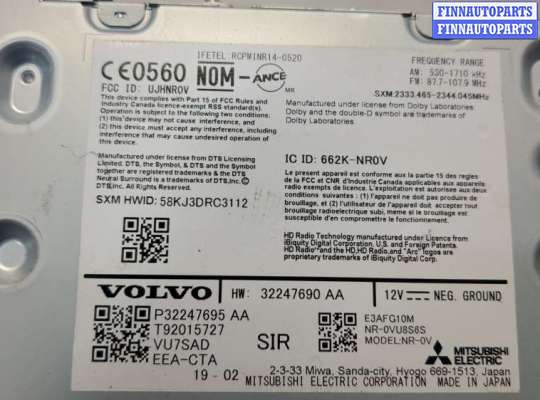 FINNAUTOPARTS
FINNAUTOPARTS
IFETEL: RCPMINR14-0520
CE0560 NOM-ANCE MR
FCC ID: UJHNR0V
This device complies with Part 15 of FCC Rules and
Industry Canada licence-exempt RSS standard(s).
Operation is subject to the following two conditions:
(1) this device may not cause interference, and
(2) this device must accept any interference, including
interference that may cause undesired operation of
this device.
FREQUENCY RANGE
AM: 530-1710 kHz
FM: 87.7-107.9 MHz
SXM:2333.465-2344.045MHz
Manufactured under license from Dolby Laboratories.
Dolby and the double-D symbol are trademarks of
Dolby Laboratories.
Manufactured under license from DTS Licensing
Limited. DTS, the Symbol, & DTS and the Symbol
together are registered trademarks & the DTS
Neural Surround is a trademarks of DTS,Inc. ©
DTS,Inc. All Rights Reserved
SXM HWID: 58KJ3DRC3112
IC ID: 662K-NR0V
Le present appareil est conforme aux partie 15 des regles
de la FCC et CNR d'Industrie Canada applicables aux appareils
radio exempts de licence. L'exploitation est autorisée aux deux
conditions suivantes : (1) l'appareil ne doit pas produire de
brouillage, et (2) l'utilisateur de l'appareil doit accepter tout
brouillage radioélectrique subi, meme si le brouillage est
susceptible d'en compromettre le fonctionnement.
HD Radio Technology manufactured under License from
iBiquity Digital Corporation. U.S. and Foreign Patents.
HD Radio™ and the HD, HD Radio,and "Arc" logos are
proprietary trademarks of iBiquity Digital Corp.
VOLVO HW: 32247690 AA 12V NEG. GROUND
P32247695 AA
T92015727
VU7SAD
EEA-CTA
SIR
E3AFG10M
NR-0VU8S6S
MODEL:NR-0V
MITSUBISHI
ELECTRIC
19-02
2-3-33 Miwa, Sanda-city, Hyogo 669-1513, Japan
MITSUBISHI ELECTRIC CORPORATION MADE IN JAPAN